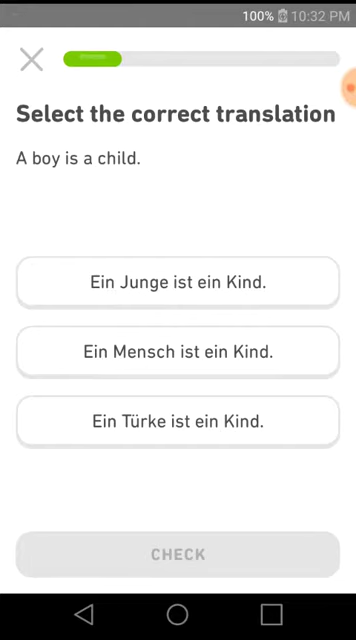 100% 10:32 PM
Select the correct translation
A boy is a child.
Ein Junge ist ein Kind.
Ein Mensch ist ein Kind.
Ein Türke ist ein Kind.
CHECK